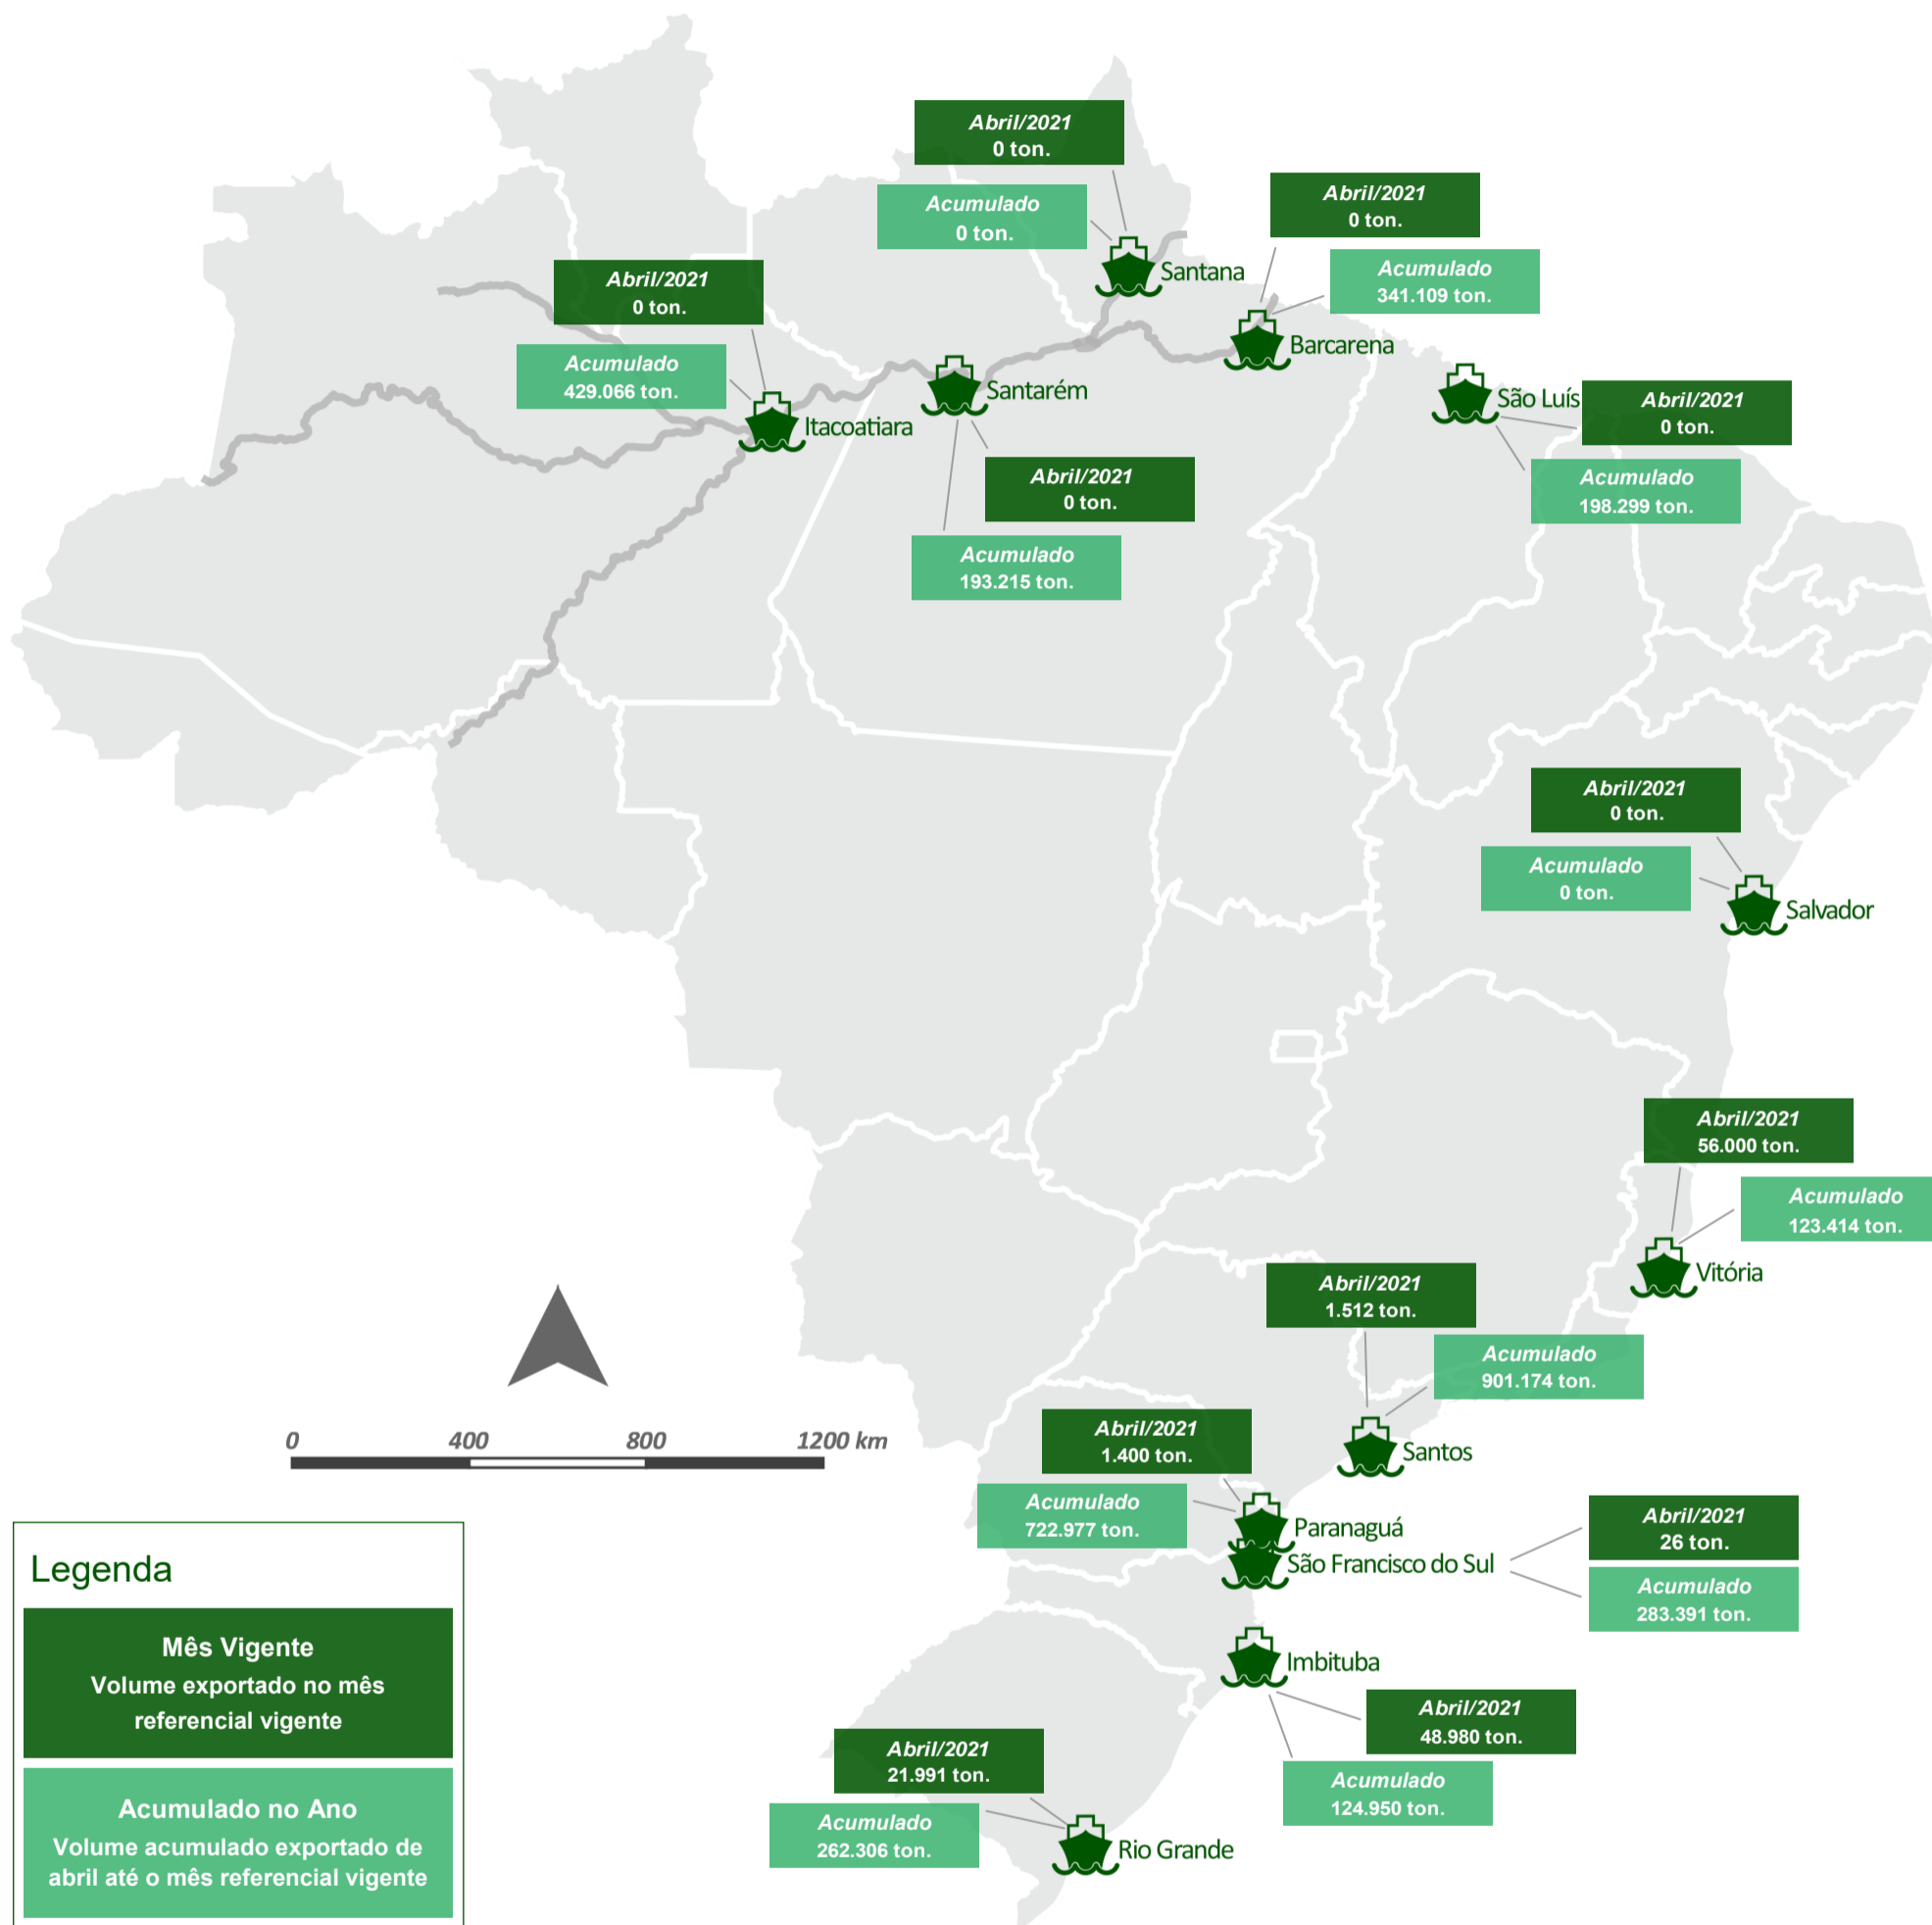 Abril/2021
0 ton.
Acumulado
0 ton.
Santana
Abril/2021
0 ton.
Acumulado
341.109 ton.
Barcarena
Abril/2021
0 ton.
Acumulado
429.066 ton.
Itacoatiara
Santarém
Abril/2021
0 ton.
Acumulado
193.215 ton.
São Luís
Abril/2021
0 ton.
Acumulado
198.299 ton.
Abril/2021
0 ton.
Acumulado
0 ton.
Salvador
Abril/2021
56.000 ton.
Acumulado
123.414 ton.
Vitória
Abril/2021
1.512 ton.
Acumulado
901.174 ton.
Santos
Abril/2021
1.400 ton.
Acumulado
722.977 ton.
Paranaguá
São Francisco do Sul
Abril/2021
26 ton.
Acumulado
283.391 ton.
Imbituba
Abril/2021
48.980 ton.
Acumulado
124.950 ton.
Abril/2021
21.991 ton.
Acumulado
262.306 ton.
Rio Grande
0 400 800 1200 km
Legenda
Mês Vigente
Volume exportado no mês
referencial vigente
Acumulado no Ano
Volume acumulado exportado de
abril até o mês referencial vigente